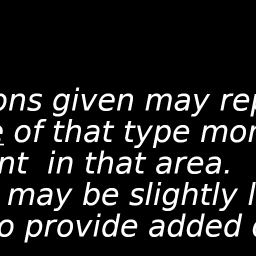 ons given may rep
e of that type mor
nt in that area.
may be slightly l
o provide added